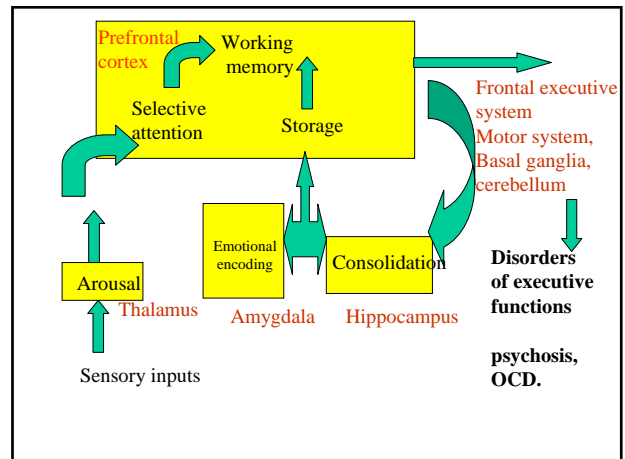 Prefrontal
cortex
Working
memory
Selective
attention
Storage
Frontal executive
system
Motor system,
Basal ganglia,
cerebellum
Emotional
encoding
Consolidation
Disorders
of executive
functions
psychosis,
OCD.
Arousal
Thalamus
Amygdala
Hippocampus
Sensory inputs